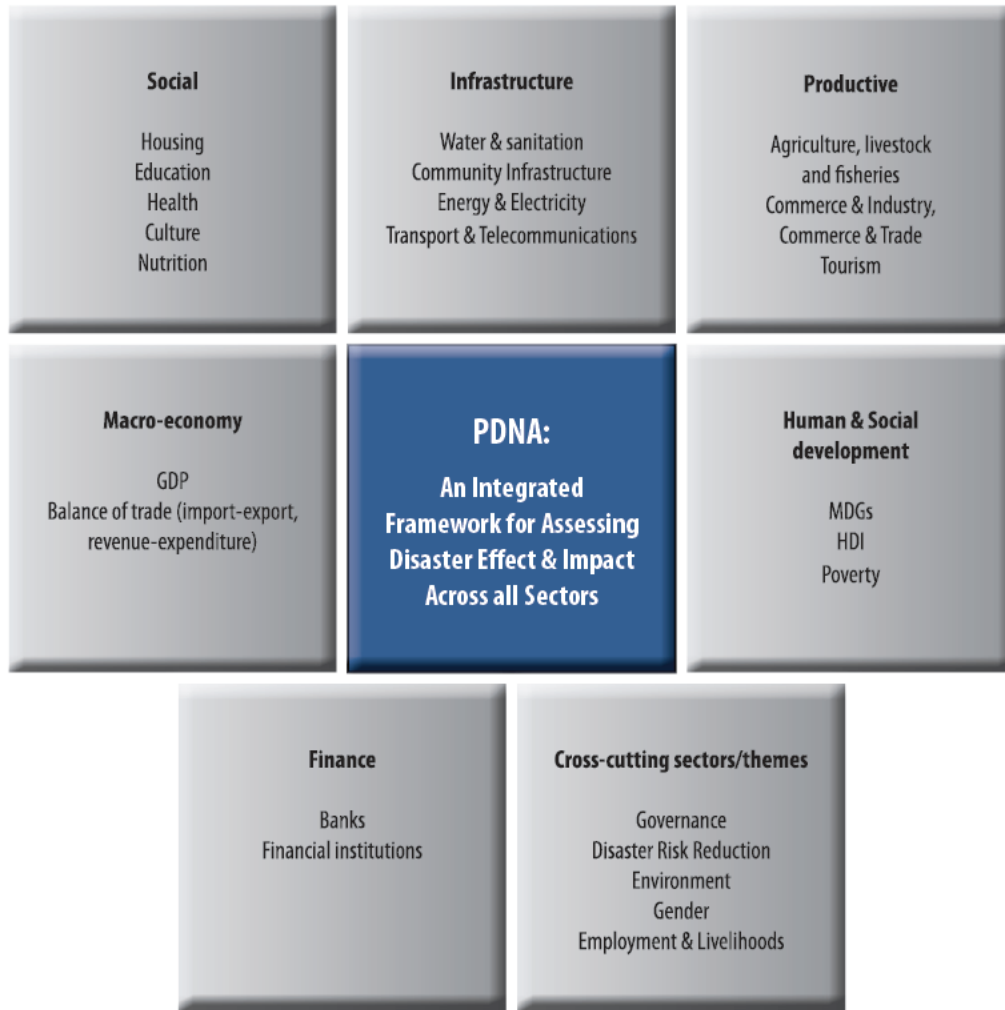 Social
Housing
Education
Health
Culture
Nutrition
Infrastructure
Water & sanitation
Community Infrastructure
Energy & Electricity
Transport & Telecommunications
Productive
Agriculture, livestock
and fisheries
Commerce & Industry,
Commerce & Trade
Tourism
Macro-economy
GDP
Balance of trade (import-export,
revenue-expenditure)
PDNA:
An Integrated
Framework for Assessing
Disaster Effect & Impact
Across all Sectors
Human & Social
development
MDGs
HDI
Poverty
Finance
Banks
Financial institutions
Cross-cutting sectors/themes
Governance
Disaster Risk Reduction
Environment
Gender
Employment & Livelihoods